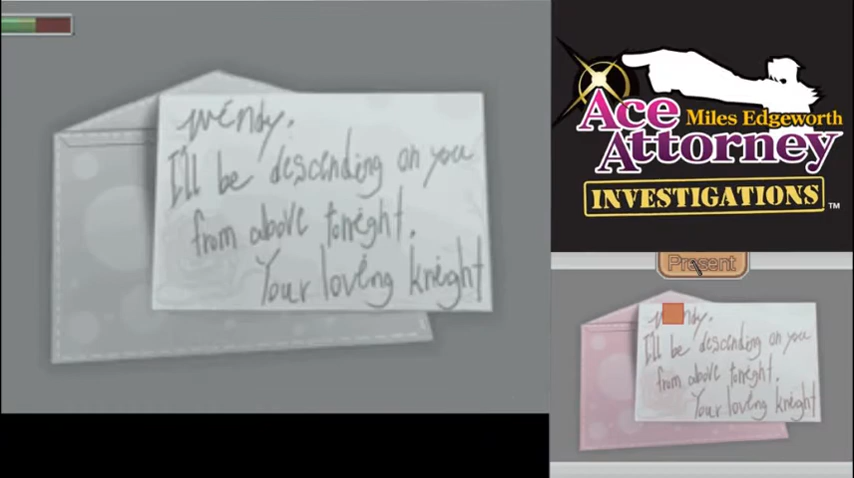 Wendy.
I'll be descending on you
from above tonight.
Your loving knight
Ace
Miles Edgeworth
Attorney
INVESTIGATIONS
TM
Present
ndy.
I'll be descending on you
from above tonight.
Your loving knight